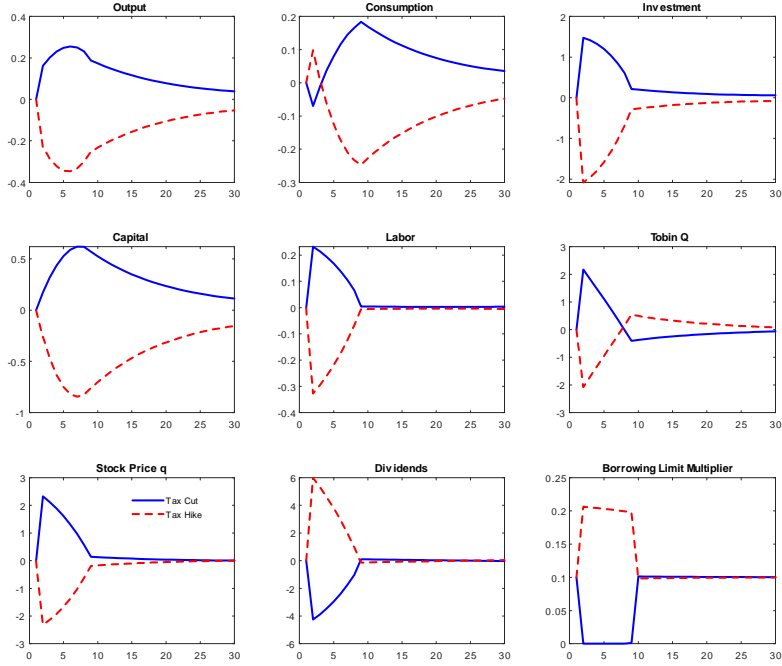 Output
0.4
0.2
0
-0.2
-0.4
0 5 10 15 20 25 30
Consumption
0.2
0.1
0
-0.1
-0.2
-0.3
0 5 10 15 20 25 30
Investment
2
1
0
-1
-2
0 5 10 15 20 25 30
Capital
0.5
0
-0.5
-1
0 5 10 15 20 25 30
Labor
0.2
0.1
0
-0.1
-0.2
-0.3
-0.4
0 5 10 15 20 25 30
Tobin Q
3
2
1
0
-1
-2
-3
0 5 10 15 20 25 30
Stock Price q
3
2
1
0
-1
-2
-3
Tax Cut
Tax Hike
0 5 10 15 20 25 30
Dividends
6
4
2
0
-2
-4
-6
0 5 10 15 20 25 30
Borrowing Limit Multiplier
0.25
0.2
0.15
0.1
0.05
0
0 5 10 15 20 25 30